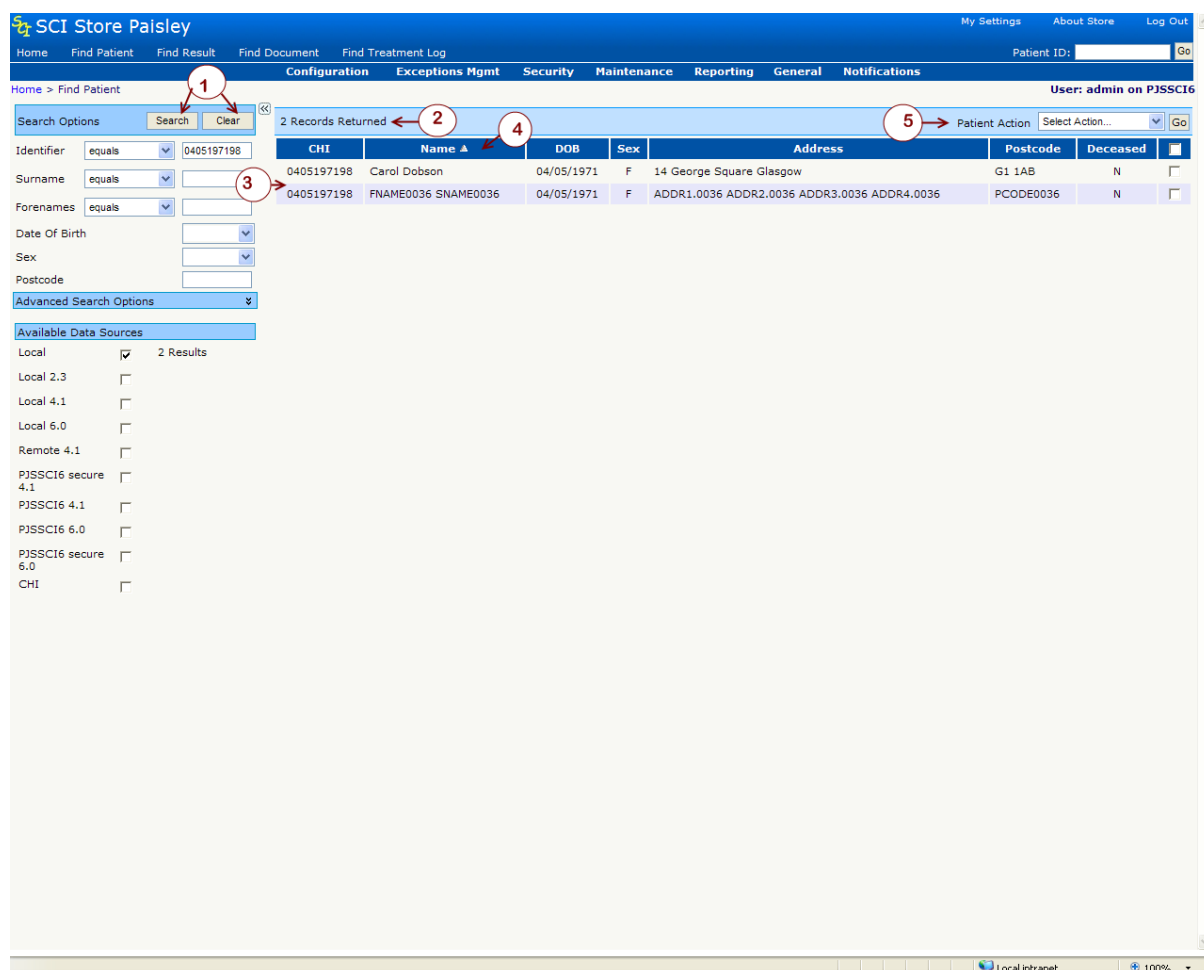 SCI Store Paisley
My Settings About Store Log Out
Home Find Patient Find Result Find Document Find Treatment Log Patient ID: Go
Configuration Exceptions Mgmt Security Maintenance Reporting General Notifications
Home > Find Patient
User: admin on PJSSCI6
1
Search Options Search Clear
2 Records Returned
2
4
5
Patient Action Select Action... Go
Identifier equals 0405197198
Surname equals
Forenames equals
Date Of Birth
Sex
Postcode
Advanced Search Options
Available Data Sources
Local 2 Results
Local 2.3
Local 4.1
Local 6.0
Remote 4.1
PJSSCI6 secure
4.1
PJSSCI6 4.1
PJSSCI6 6.0
PJSSCI6 secure
6.0
CHI
3
CHI Name DOB Sex Address Postcode Deceased
0405197198 Carol Dobson 04/05/1971 F 14 George Square Glasgow G1 1AB N
0405197198 FNAME0036 SNAME0036 04/05/1971 F ADDR1.0036 ADDR2.0036 ADDR3.0036 ADDR4.0036 PCODE0036 N
Local intranet 100%